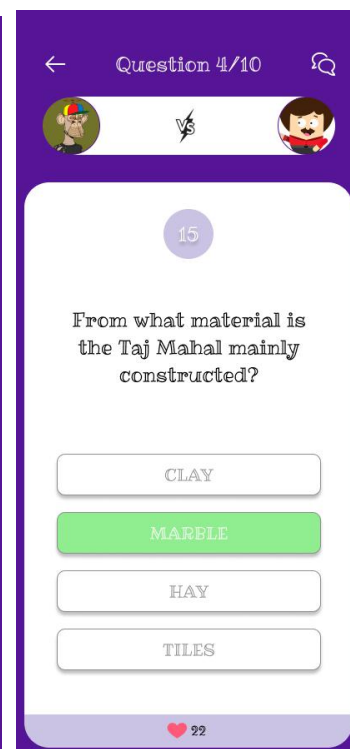 Question 4/10
VS
15
From what material is
the Taj Mahal mainly
constructed?
CLAY
MARBLE
HAY
TILES
22